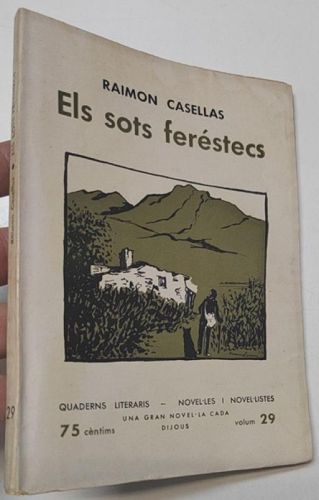 RAIMON CASELLAS
Els sots feréstecs
QUADERNS LITERARIS – NOVEL·LES I NOVEL·LISTES
UNA GRAN NOVEL·LA CADA
75 cèntims DIJOUS volum 29
29